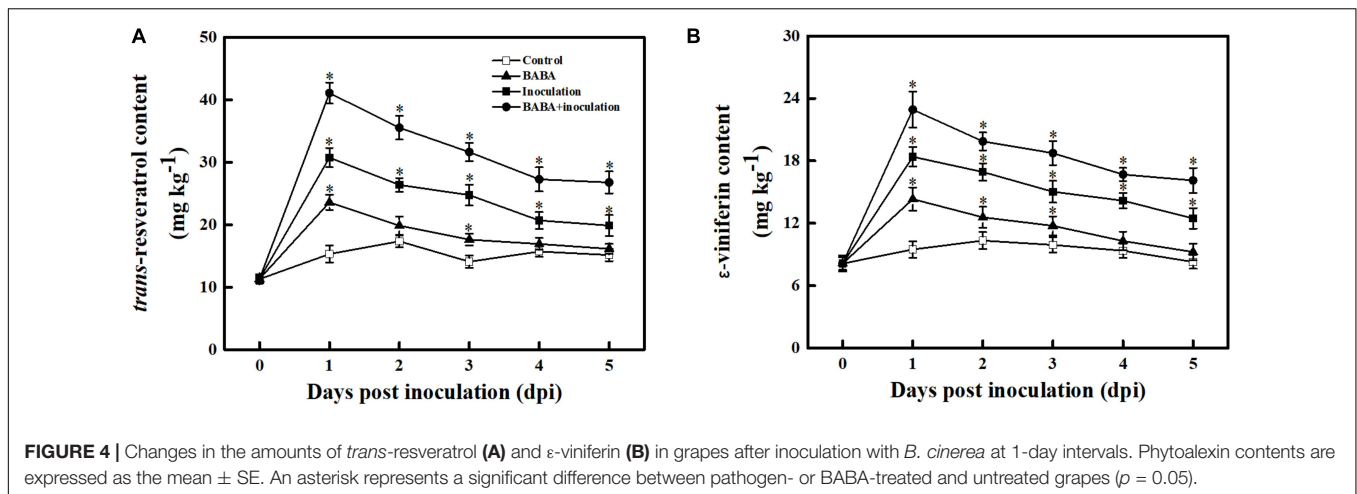 A
B
50
40
30
20
10
0
trans-resveratrol content
(mg kg-1)
Control
BABA
Inoculation
BABA+inoculation
* * * * *
* * * * *
* *
0 1 2 3 4 5
Days post inoculation (dpi)
30
24
18
12
6
0
ε-viniferin content
(mg kg-1)
* * * * *
* * * * *
* * *
0 1 2 3 4 5
Days post inoculation (dpi)
FIGURE 4 | Changes in the amounts of trans-resveratrol (A) and ε-viniferin (B) in grapes after inoculation with B. cinerea at 1-day intervals. Phytoalexin contents are
expressed as the mean ± SE. An asterisk represents a significant difference between pathogen- or BABA-treated and untreated grapes (p = 0.05).